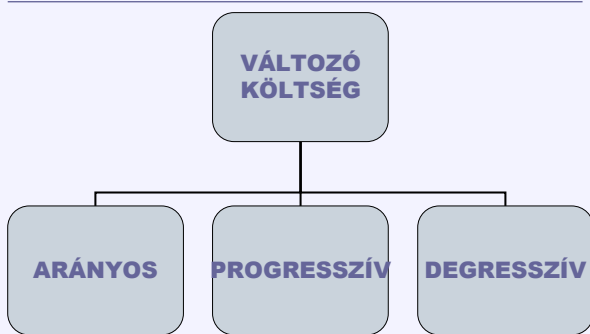 VÁLTOZÓ
KÖLTSÉG
ARÁNYOS
PROGRESSZÍV
DEGRESSZÍV